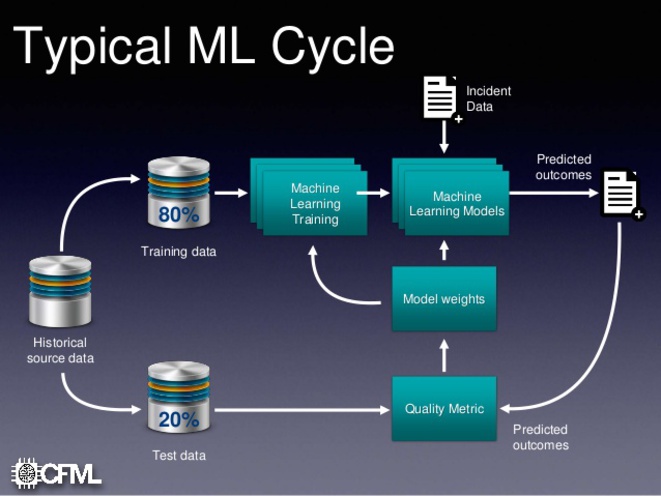 Typical ML Cycle
Incident
Data
Predicted
outcomes
80%
Machine
Learning
Training
Machine
Learning Models
Training data
Model weights
Historical
source data
20%
Quality Metric
Predicted
outcomes
Test data
CFML